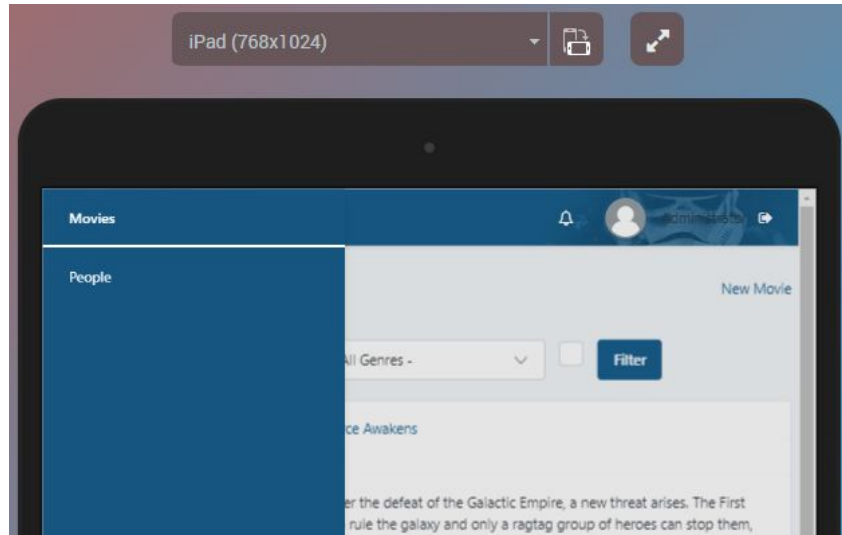 iPad (768x1024)
Movies
Administrator
People
New Movie
All Genres -
Filter
ce Awakens
er the defeat of the Galactic Empire, a new threat arises. The First
rule the galaxy and only a ragtag group of heroes can stop them,